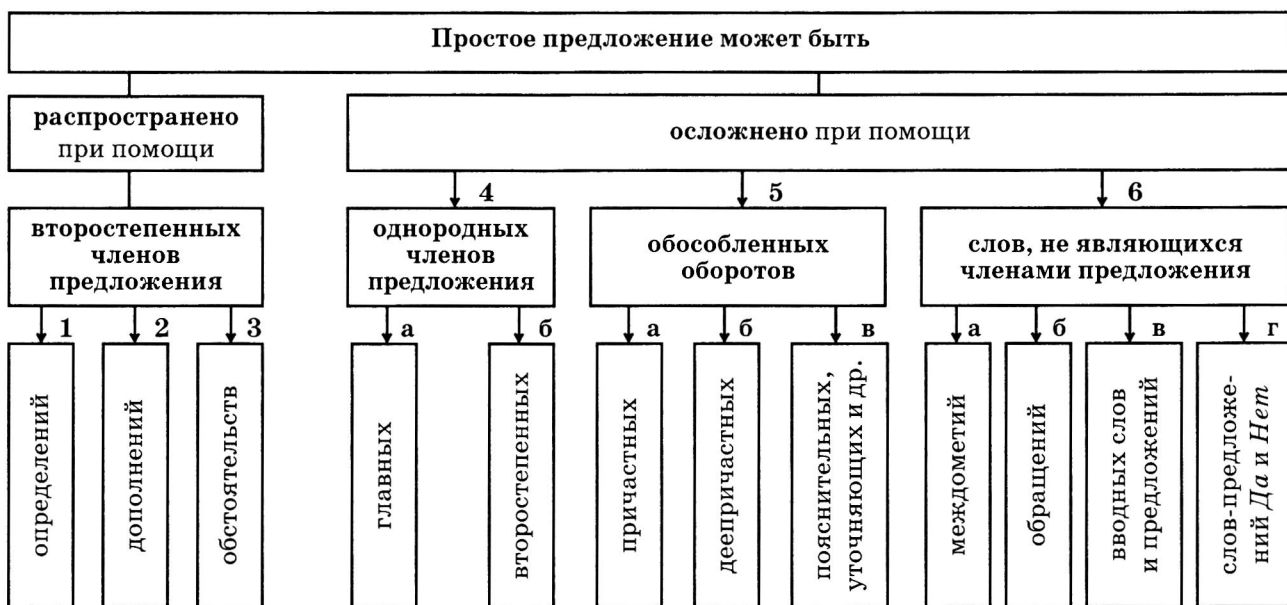 Простое предложение может быть
распространено
при помощи
осложнено при помощи
4
5
6
второстепенных
членов
предложения
однородных
членов
предложения
обособленных
оборотов
слов, не являющихся
членами предложения
1
2
3
а
б
а
б
в
а
б
в
г
определений
дополнений
обстоятельств
главных
второстепенных
причастных
деепричастных
пояснительных,
уточняющих и др.
междометий
обращений
вводных слов
и предложений
слов-предложе-
ний Да и Нет